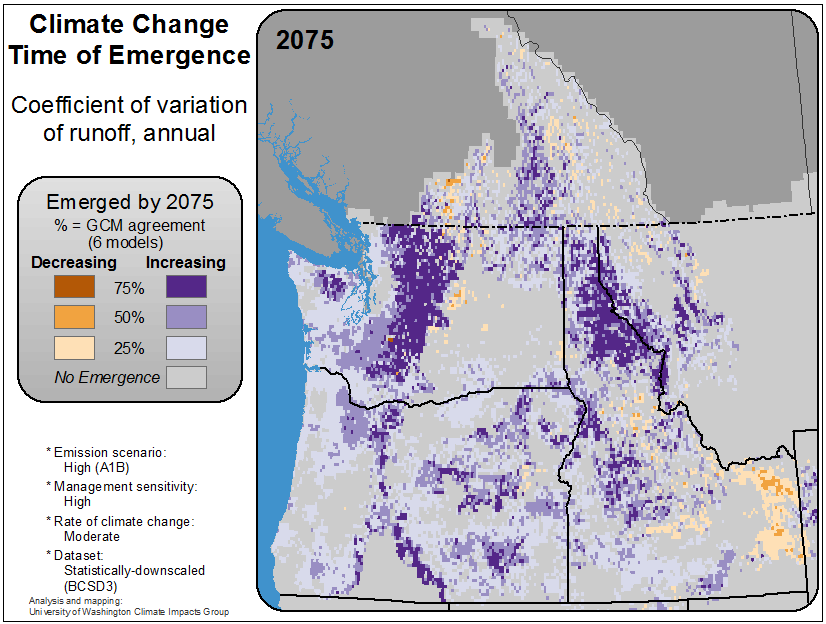 Climate Change
Time of Emergence
Coefficient of variation
of runoff, annual
Emerged by 2075
% = GCM agreement
(6 models)
Decreasing Increasing
75%
50%
25%
No Emergence
* Emission scenario:
High (A1B)
* Management sensitivity:
High
* Rate of climate change:
Moderate
* Dataset:
Statistically-downscaled
(BCSD3)
Analysis and mapping:
University of Washington Climate Impacts Group
2075